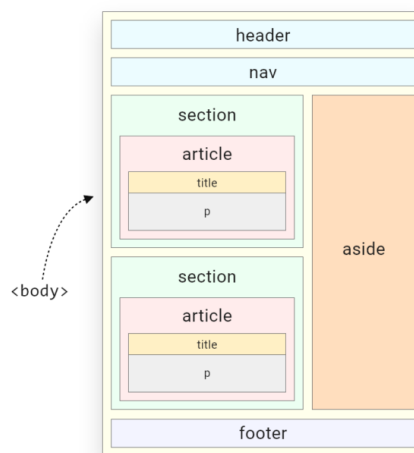 header
nav
section
article
title
p
aside
<body>
section
article
title
p
footer